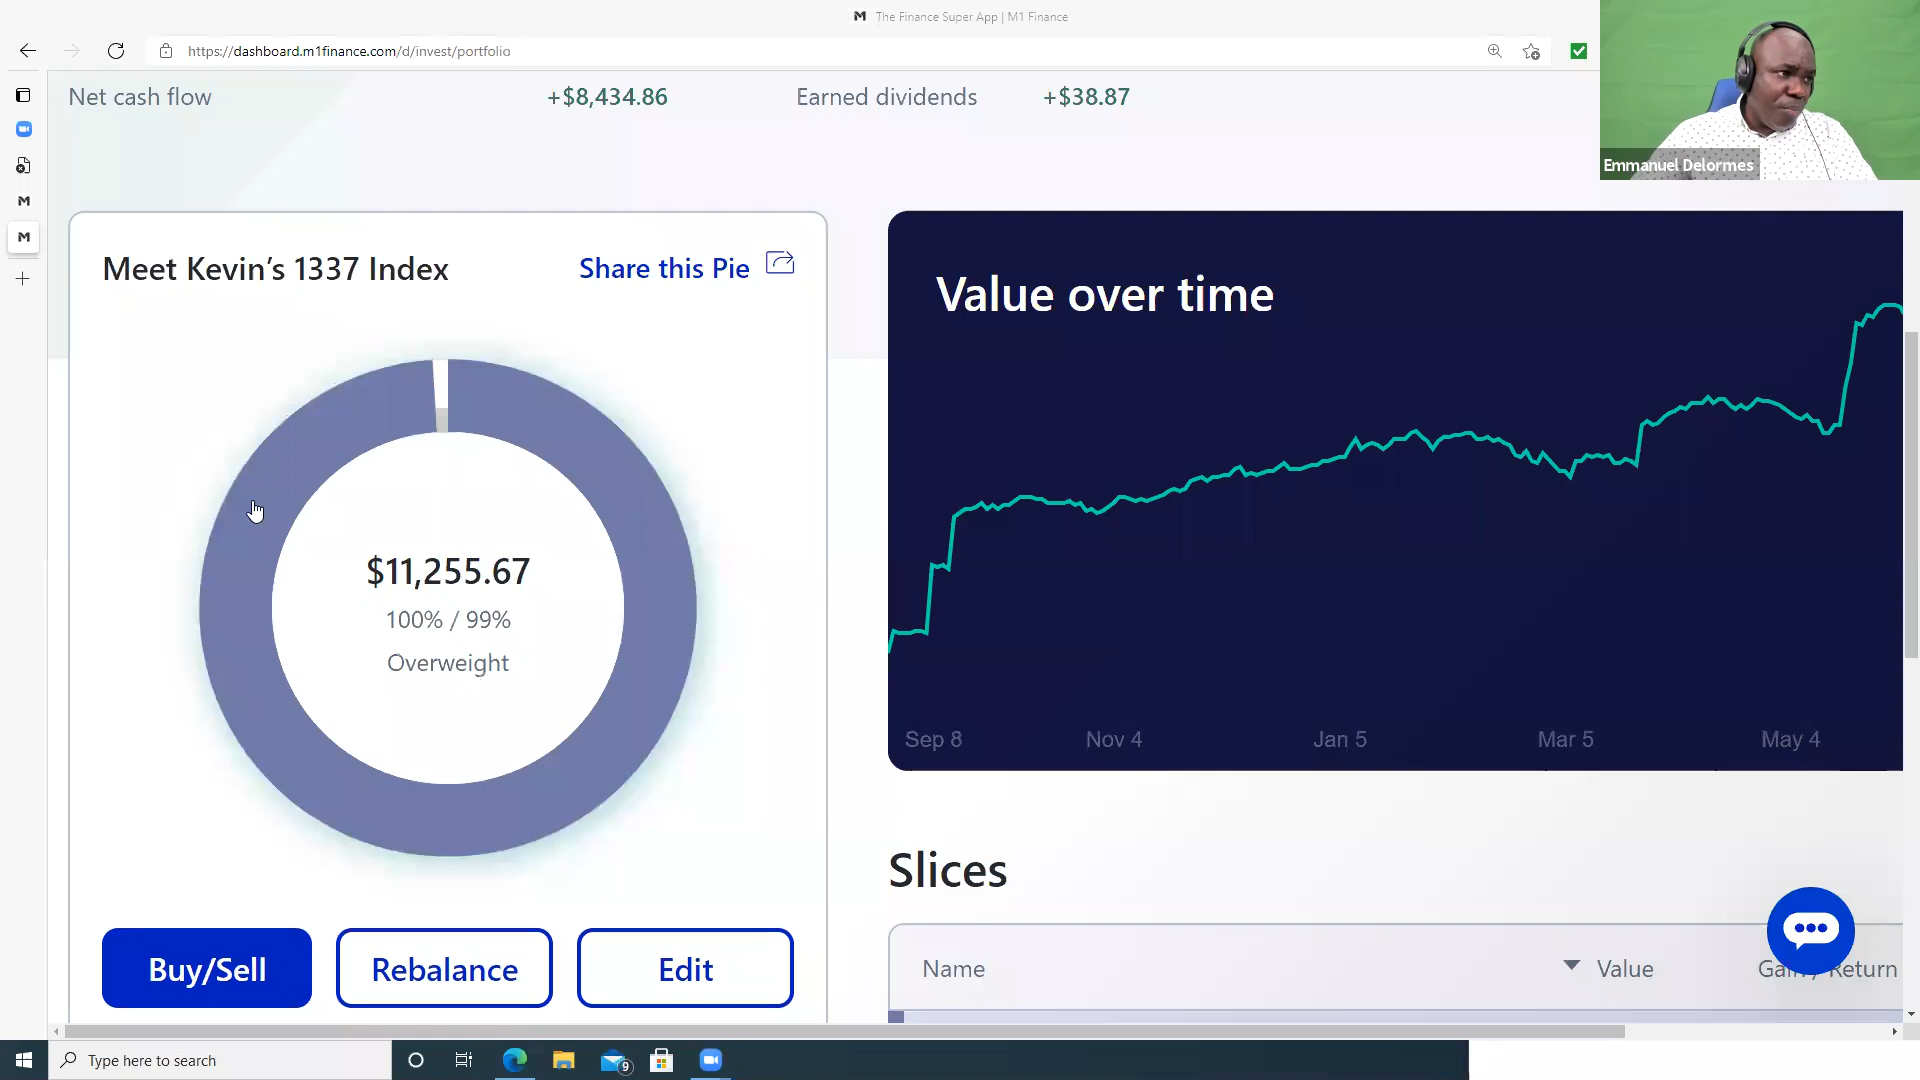 The Finance Super App | M1 Finance
https://dashboard.m1finance.com/d/invest/portfolio
Emmanuel Delormes
Net cash flow +$8,434.86 Earned dividends +$38.87
Meet Kevin’s 1337 Index Share this Pie
$11,255.67
100% / 99%
Overweight
Buy/Sell Rebalance Edit
Value over time
Sep 8 Nov 4 Jan 5 Mar 5 May 4
Slices
Name Value Return
Type here to search
9